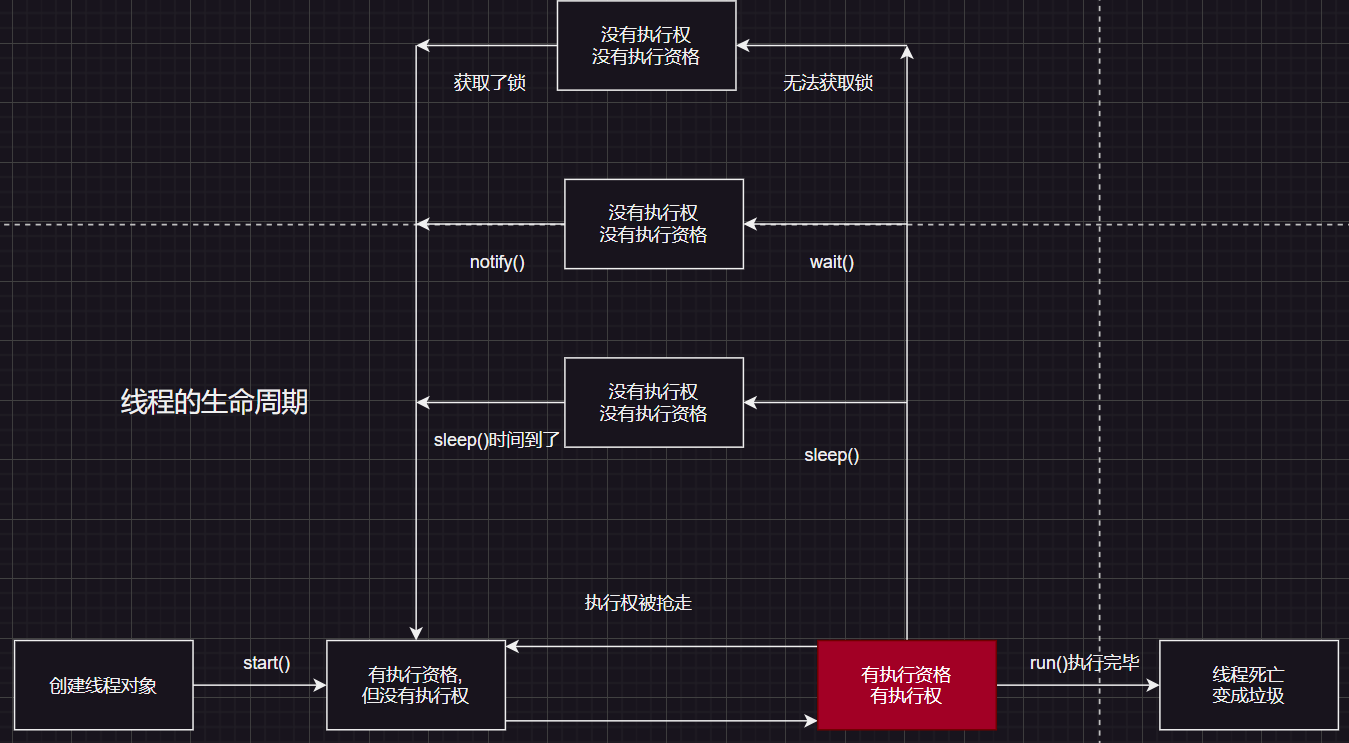 没有执行权
没有执行资格
获取了锁
无法获取锁
没有执行权
没有执行资格
notify()
wait()
没有执行权
没有执行资格
线程的生命周期
sleep()时间到了
sleep()
执行权被抢走
创建线程对象
start()
有执行资格,
但没有执行权
有执行资格
有执行权
run()执行完毕
线程死亡
变成垃圾